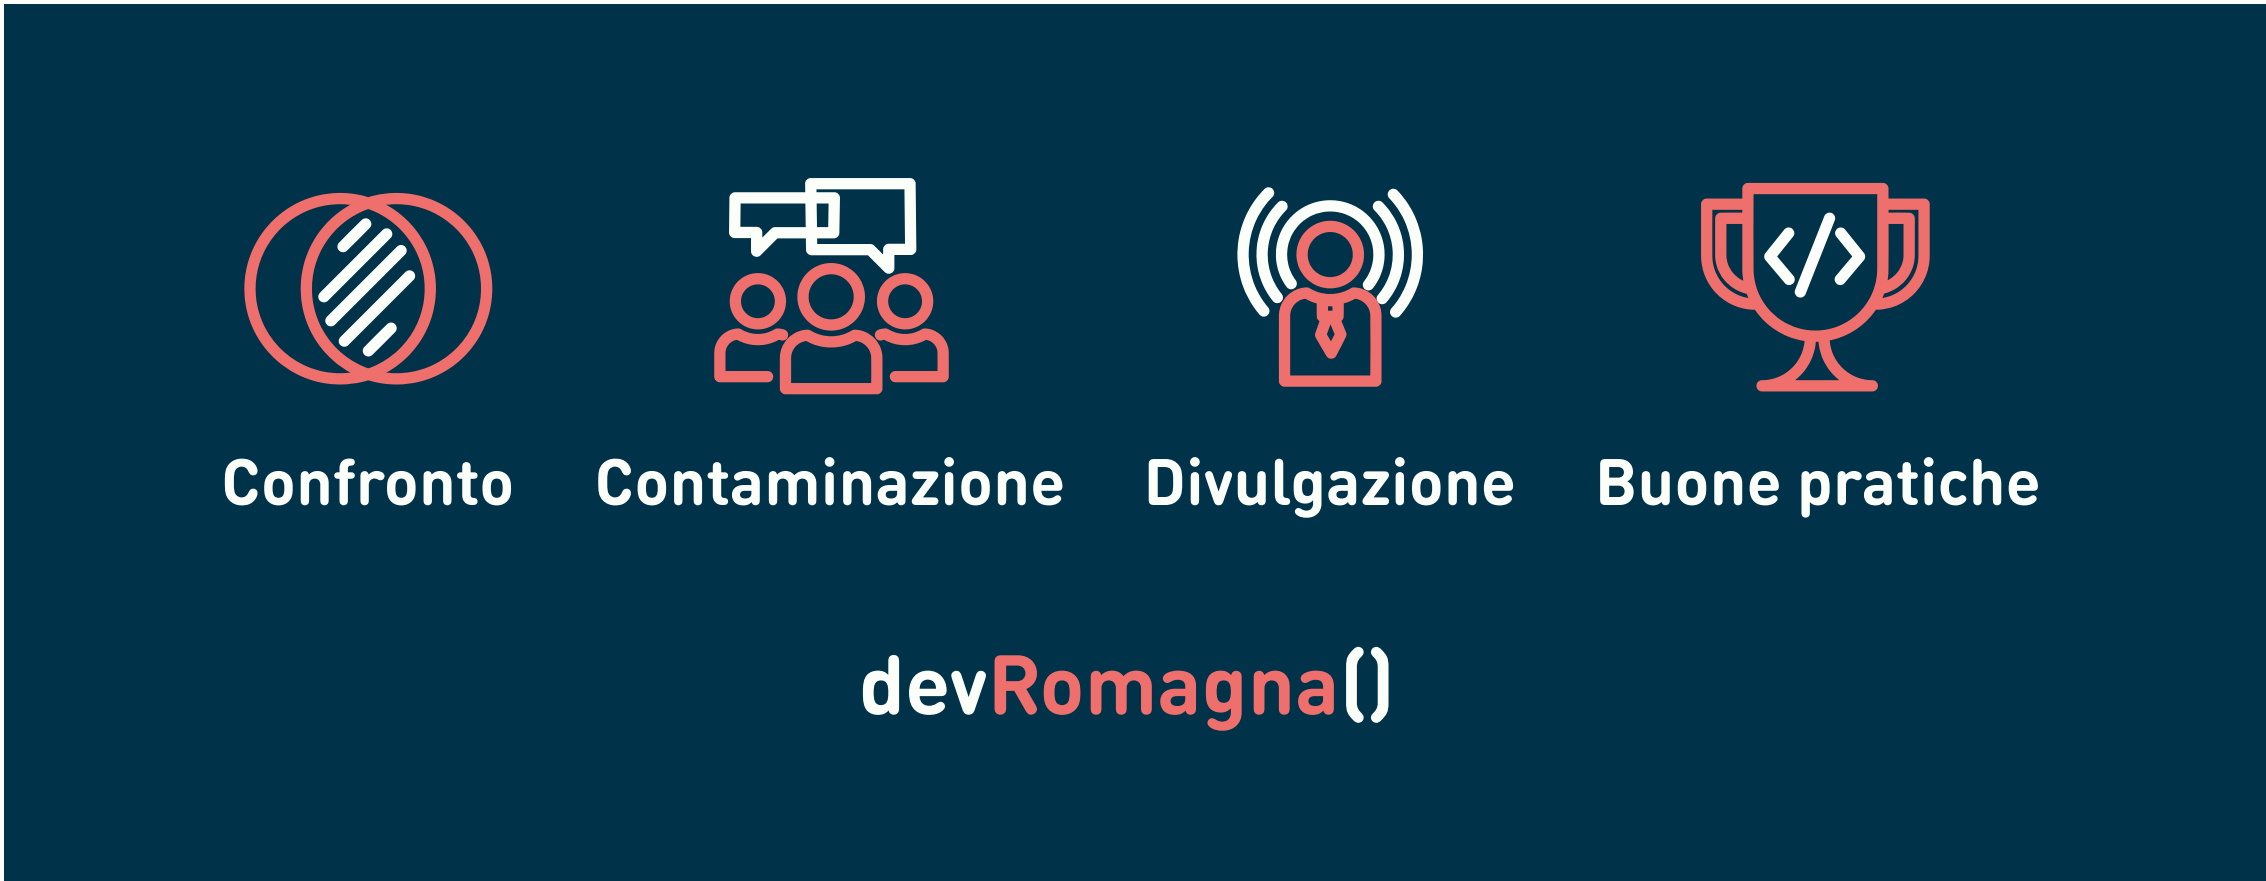 Confronto
Contaminazione
Divulgazione
Buone pratiche
devRomagna()